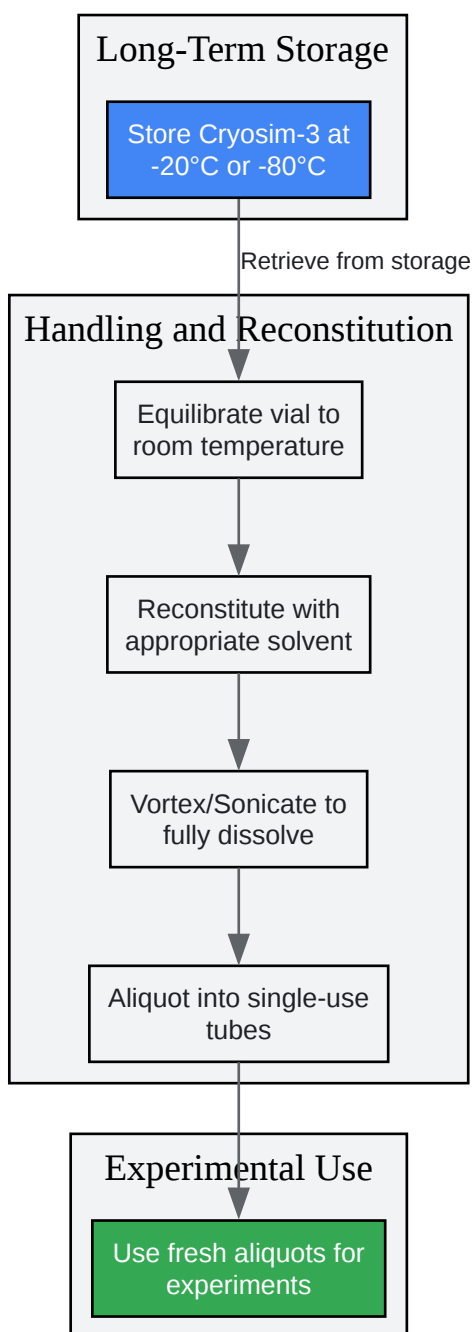 Long-Term Storage
Store Cryosim-3 at
-20°C or -80°C
Retrieve from storage
Handling and Reconstitution
Equilibrate vial to
room temperature
Reconstitute with
appropriate solvent
Vortex/Sonicate to
fully dissolve
Aliquot into single-use
tubes
Experimental Use
Use fresh aliquots for
experiments